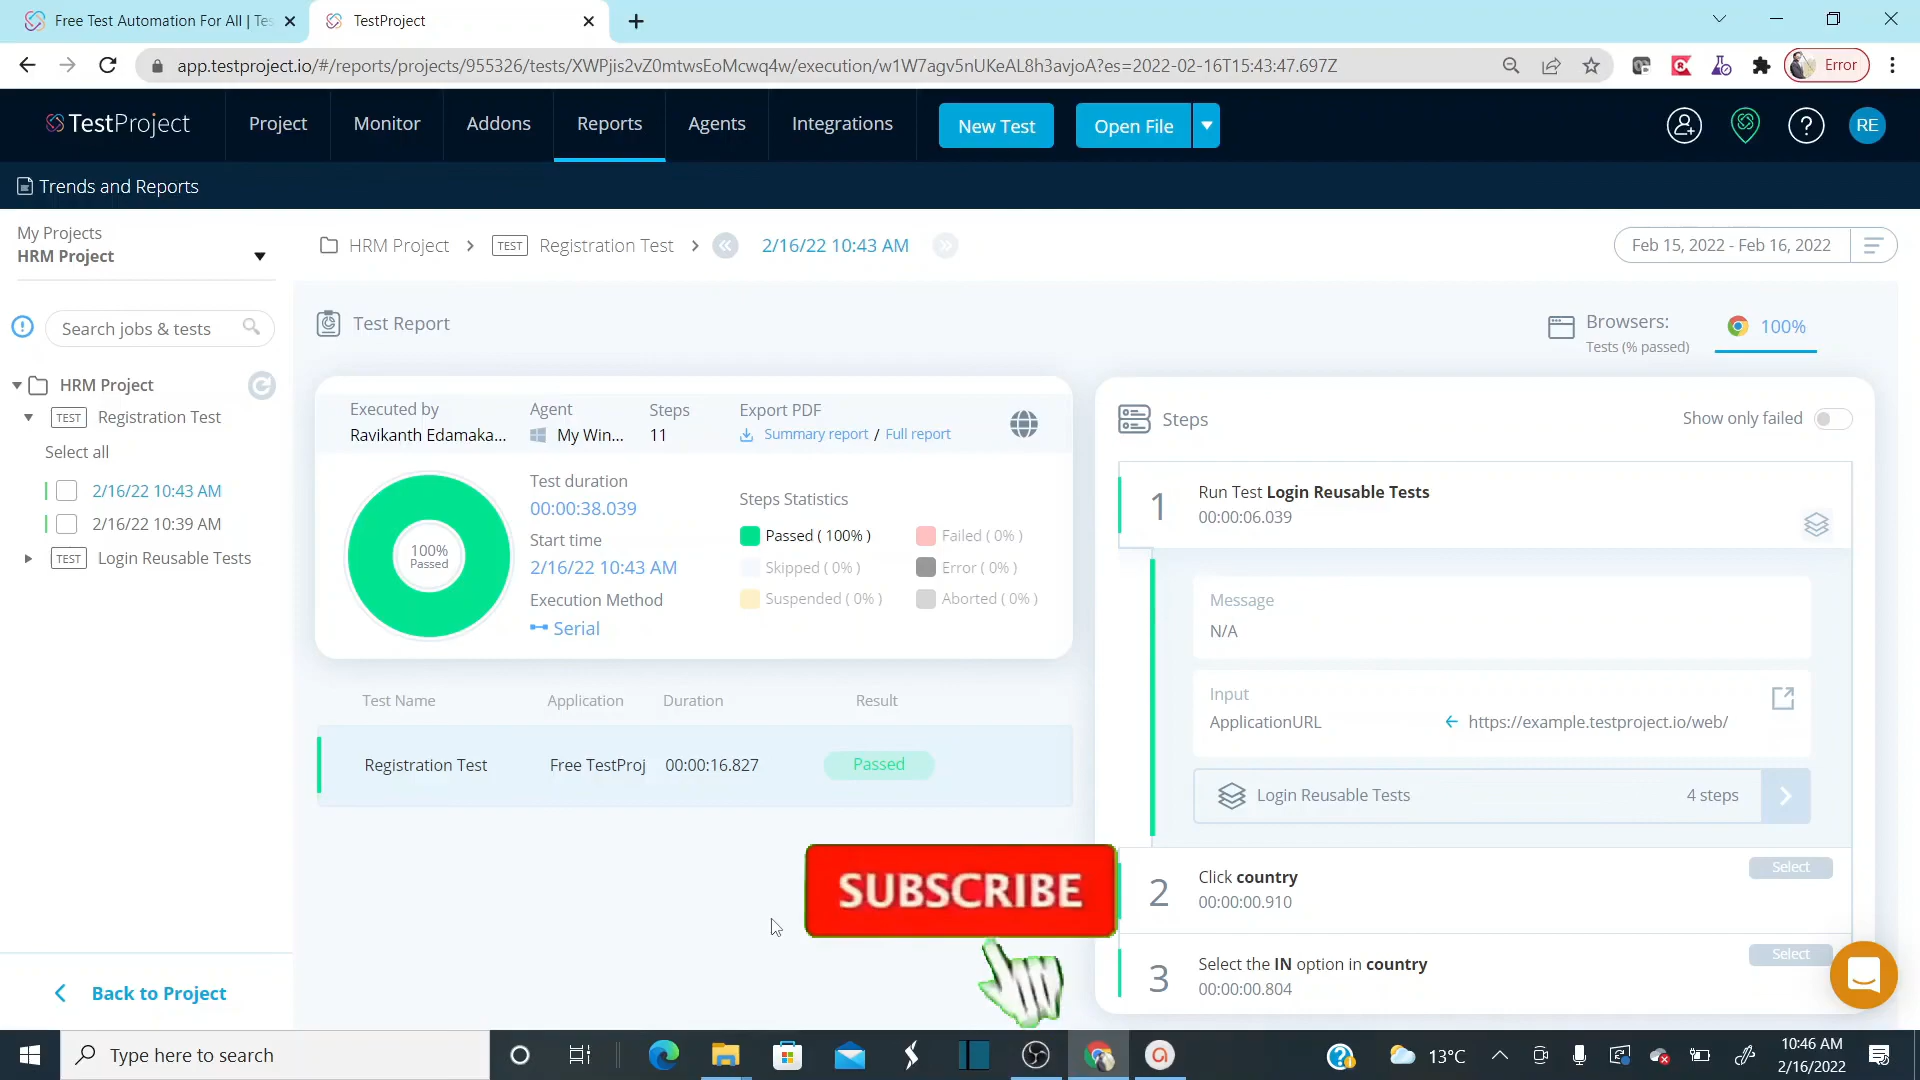 Free Test Automation For All | Tes
TestProject
app.testproject.io/#/reports/projects/955326/tests/XWPjis2vZ0mtwsEoMcwq4w/execution/w1W7agv5nUKeAL8h3avjoA?es=2022-02-16T15:43:47.697Z
Error
TestProject
Project
Monitor
Addons
Reports
Agents
Integrations
New Test
Open File
?
RE
Trends and Reports
My Projects
HRM Project
HRM Project
TEST
Registration Test
2/16/22 10:43 AM
Feb 15, 2022 - Feb 16, 2022
Search jobs & tests
HRM Project
TEST
Registration Test
Select all
2/16/22 10:43 AM
2/16/22 10:39 AM
TEST
Login Reusable Tests
Back to Project
Test Report
Browsers:
Tests (% passed)
100%
Executed by
Ravikanth Edamaka...
Agent
My Win...
Steps
11
Export PDF
Summary report / Full report
100%
Passed
Test duration
00:00:38.039
Start time
2/16/22 10:43 AM
Execution Method
Serial
Steps Statistics
Passed ( 100% )
Failed ( 0% )
Skipped ( 0% )
Error ( 0% )
Suspended ( 0% )
Aborted ( 0% )
Test Name
Application
Duration
Result
Registration Test
Free TestProj
00:00:16.827
Passed
Steps
Show only failed
1
Run Test Login Reusable Tests
00:00:06.039
Message
N/A
Input
ApplicationURL
https://example.testproject.io/web/
Login Reusable Tests
4 steps
2
Click country
00:00:00.910
Select
3
Select the IN option in country
00:00:00.804
Select
SUBSCRIBE
Type here to search
13°C
10:46 AM
2/16/2022